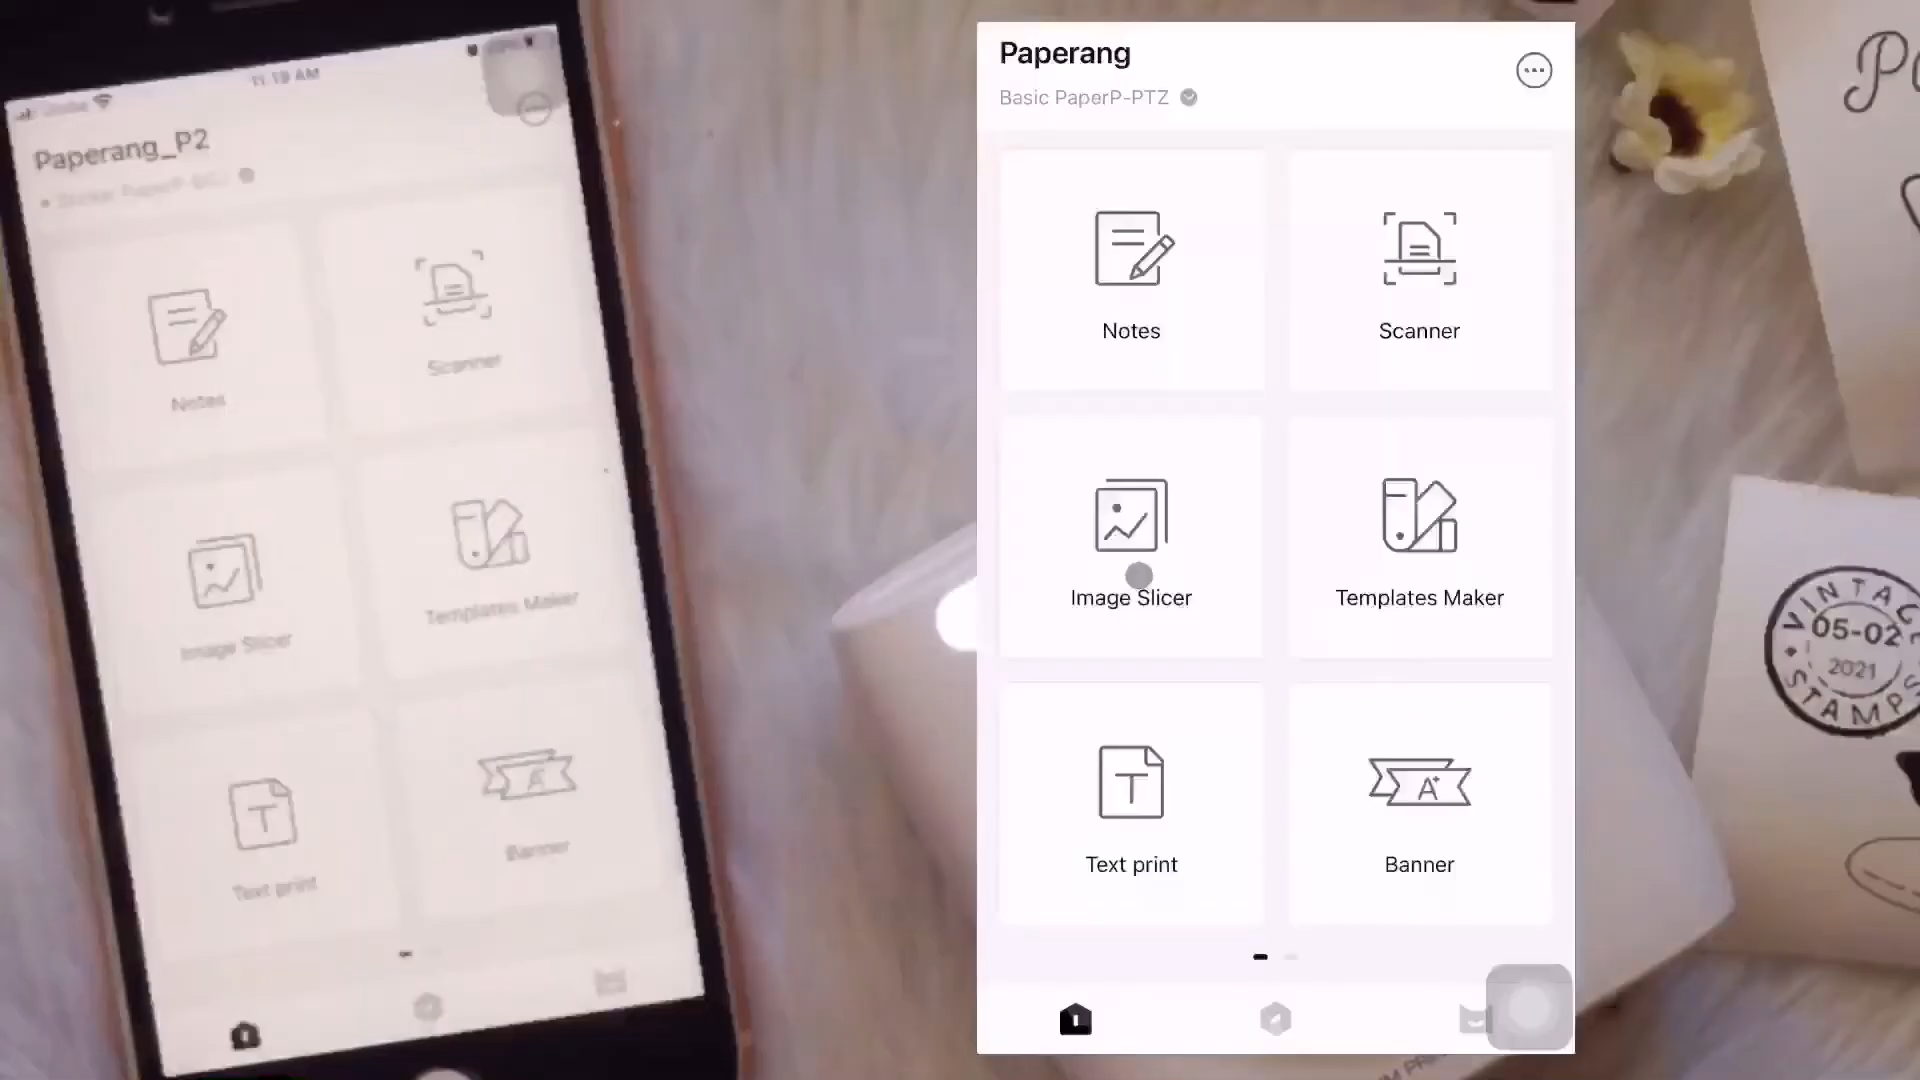 11:19 AM
Paperang_P2
Notes
Scanner
Image Slicer
Templates Maker
Text print
Banner
Paperang
Basic PaperP-PTZ
Notes
Scanner
Image Slicer
Templates Maker
Text print
A+
Banner
VINTAGE
05-02
2021
STAMPS